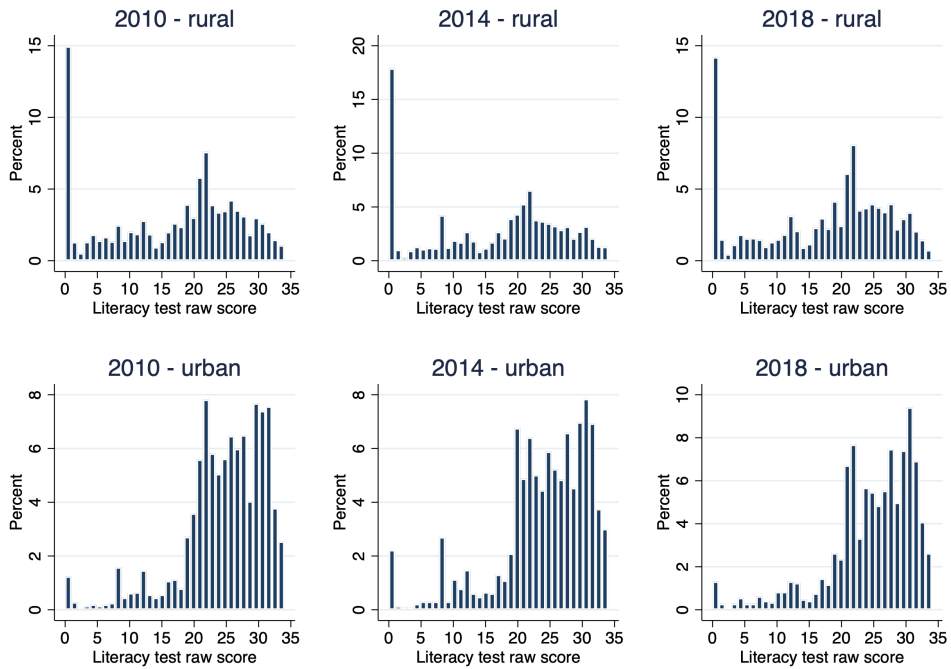 2010 - rural
2014 - rural
2018 - rural
Percent
0
5
10
15
0 5 10 15 20 25 30 35
Literacy test raw score
Percent
0
5
10
15
20
0 5 10 15 20 25 30 35
Literacy test raw score
Percent
0
5
10
15
0 5 10 15 20 25 30 35
Literacy test raw score
2010 - urban
2014 - urban
2018 - urban
Percent
0
2
4
6
8
0 5 10 15 20 25 30 35
Literacy test raw score
Percent
0
2
4
6
8
0 5 10 15 20 25 30 35
Literacy test raw score
Percent
0
2
4
6
8
10
0 5 10 15 20 25 30 35
Literacy test raw score